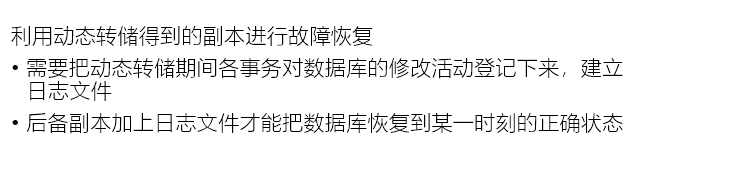 利用动态转储得到的副本进行故障恢复
• 需要把动态转储期间各事务对数据库的修改活动登记下来，建立
日志文件
• 后备副本加上日志文件才能把数据库恢复到某一时刻的正确状态